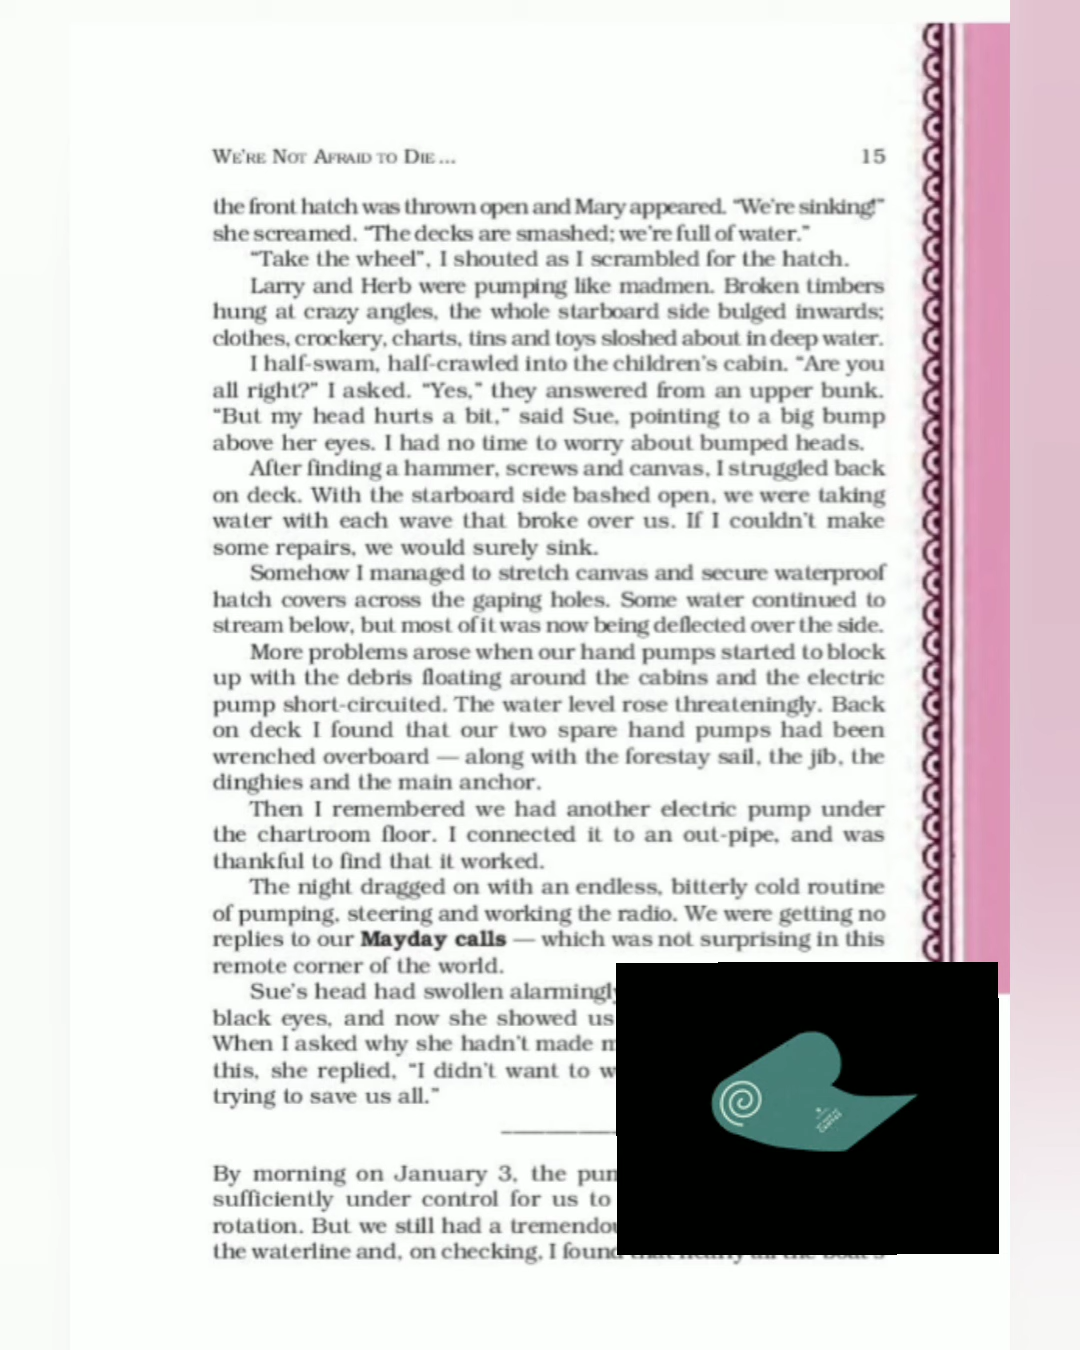 WE'RE NOT AFRAID TO DIE ... 15
the front hatch was thrown open and Mary appeared. "We're sinking!"
she screamed. "The decks are smashed; we're full of water."
"Take the wheel", I shouted as I scrambled for the hatch.
Larry and Herb were pumping like madmen. Broken timbers
hung at crazy angles, the whole starboard side bulged inwards;
clothes, crockery, charts, tins and toys sloshed about in deep water.
I half-swam, half-crawled into the children's cabin. "Are you
all right?" I asked. "Yes," they answered from an upper bunk.
"But my head hurts a bit," said Sue, pointing to a big bump
above her eyes. I had no time to worry about bumped heads.
After finding a hammer, screws and canvas, I struggled back
on deck. With the starboard side bashed open, we were taking
water with each wave that broke over us. If I couldn't make
some repairs, we would surely sink.
Somehow I managed to stretch canvas and secure waterproof
hatch covers across the gaping holes. Some water continued to
stream below, but most of it was now being deflected over the side.
More problems arose when our hand pumps started to block
up with the debris floating around the cabins and the electric
pump short-circuited. The water level rose threateningly. Back
on deck I found that our two spare hand pumps had been
wrenched overboard — along with the forestay sail, the jib, the
dinghies and the main anchor.
Then I remembered we had another electric pump under
the chartroom floor. I connected it to an out-pipe, and was
thankful to find that it worked.
The night dragged on with an endless, bitterly cold routine
of pumping, steering and working the radio. We were getting no
replies to our Mayday calls — which was not surprising in this
remote corner of the world.
Sue's head had swollen alarmingly
black eyes, and now she showed us
When I asked why she hadn't made
this, she replied, "I didn't want to
trying to save us all."
By morning on January 3, the
sufficiently under control for us to
rotation. But we still had a
the waterline and, on checking, I found